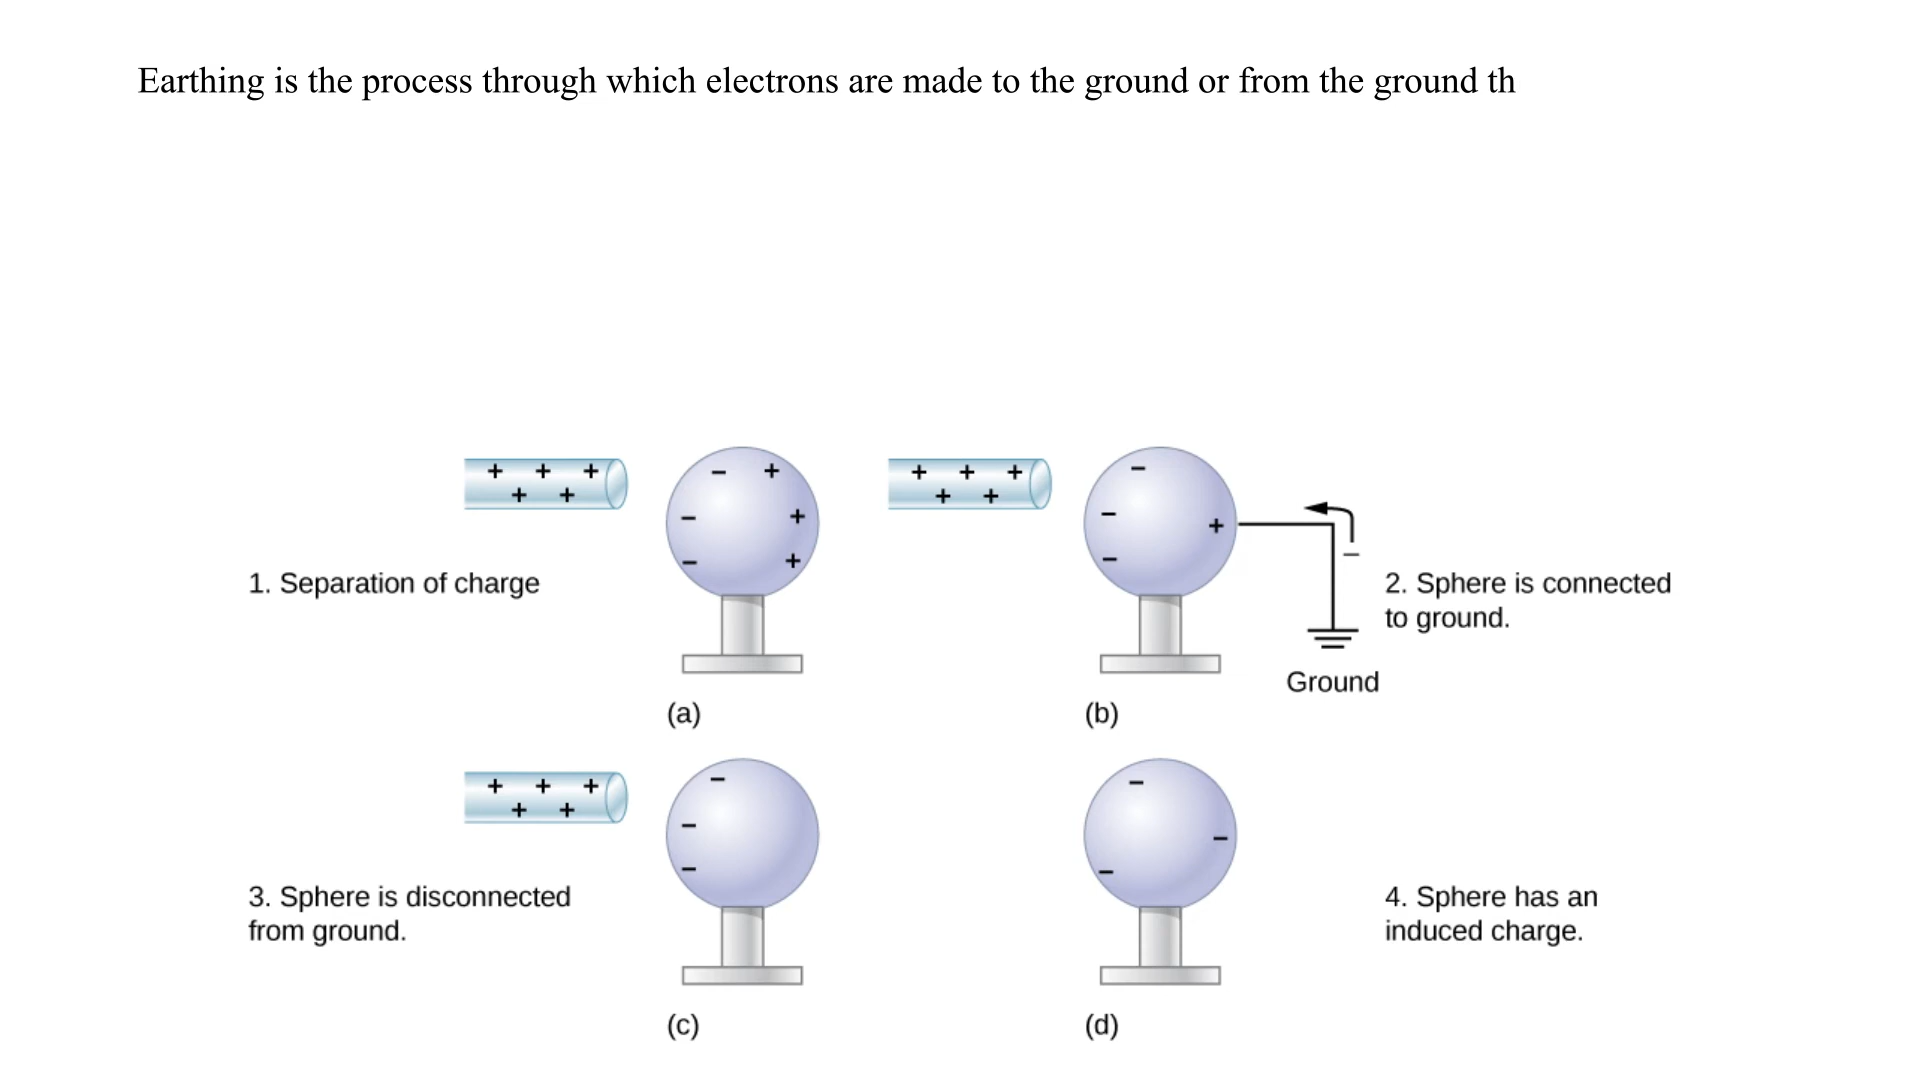 Earthing is the process through which electrons are made to the ground or from the ground th
+ + +
+ +
− +
− +
− +
+ + +
+ +
−
−
−
+
−
1. Separation of charge
2. Sphere is connected
to ground.
Ground
(a)
(b)
+ + +
+ +
−
−
−
−
−
−
3. Sphere is disconnected
from ground.
4. Sphere has an
induced charge.
(c)
(d)